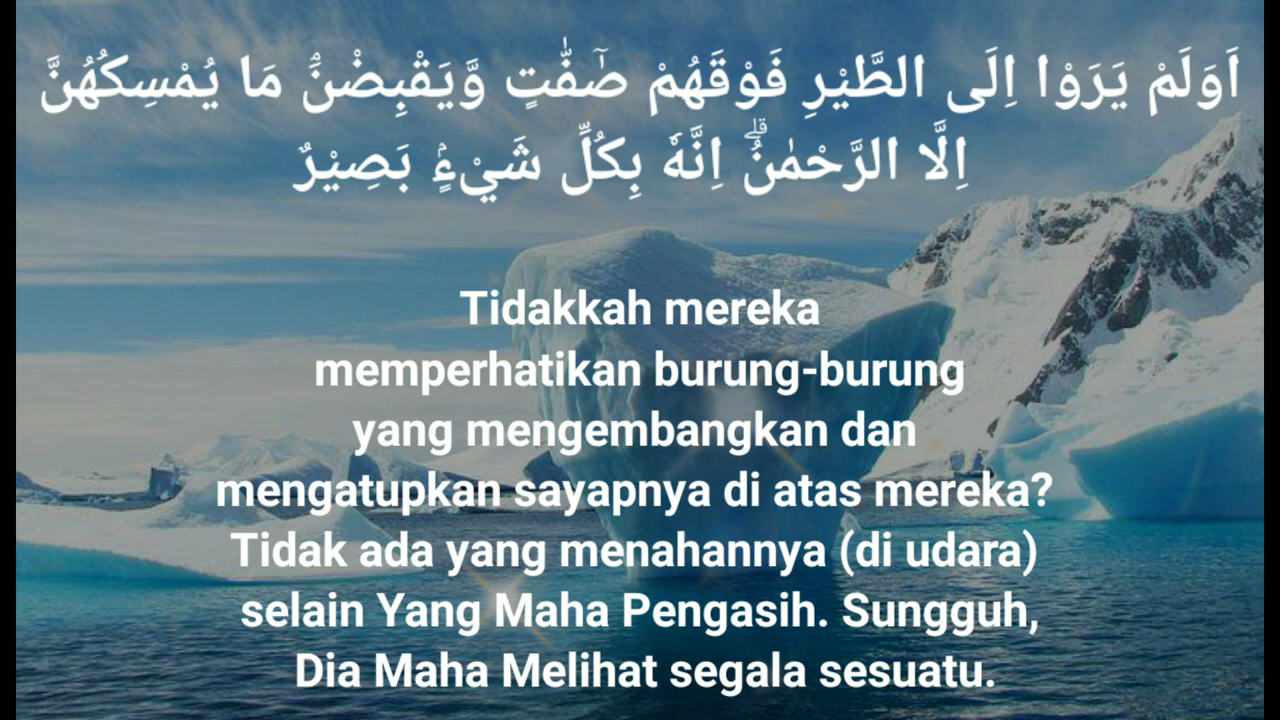 اَوَلَمْ يَرَوْا اِلَى الطَّيْرِ فَوْقَهُمْ صٰۤفّٰتٍ وَّيَقْبِضْنَۘ مَا يُمْسِكُهُنَّ
اِلَّا الرَّحْمٰنُۗ اِنَّهٗ بِكُلِّ شَيْءٍۢ بَصِيْرٌ
Tidakkah mereka
memperhatikan burung-burung
yang mengembangkan dan
mengatupkan sayapnya di atas mereka?
Tidak ada yang menahannya (di udara)
selain Yang Maha Pengasih. Sungguh,
Dia Maha Melihat segala sesuatu.